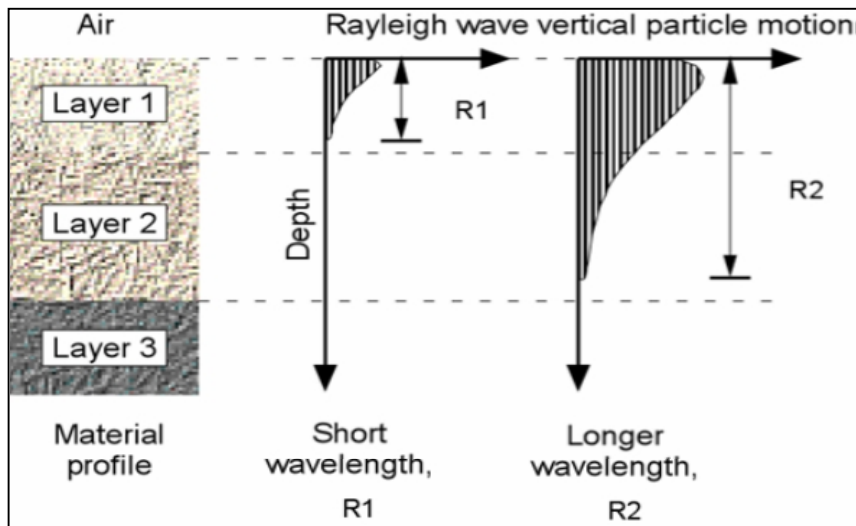 Air
Rayleigh wave vertical particle motion
Layer 1
R1
Layer 2
R2
Depth
Layer 3
Material
profile
Short
wavelength,
R1
Longer
wavelength,
R2